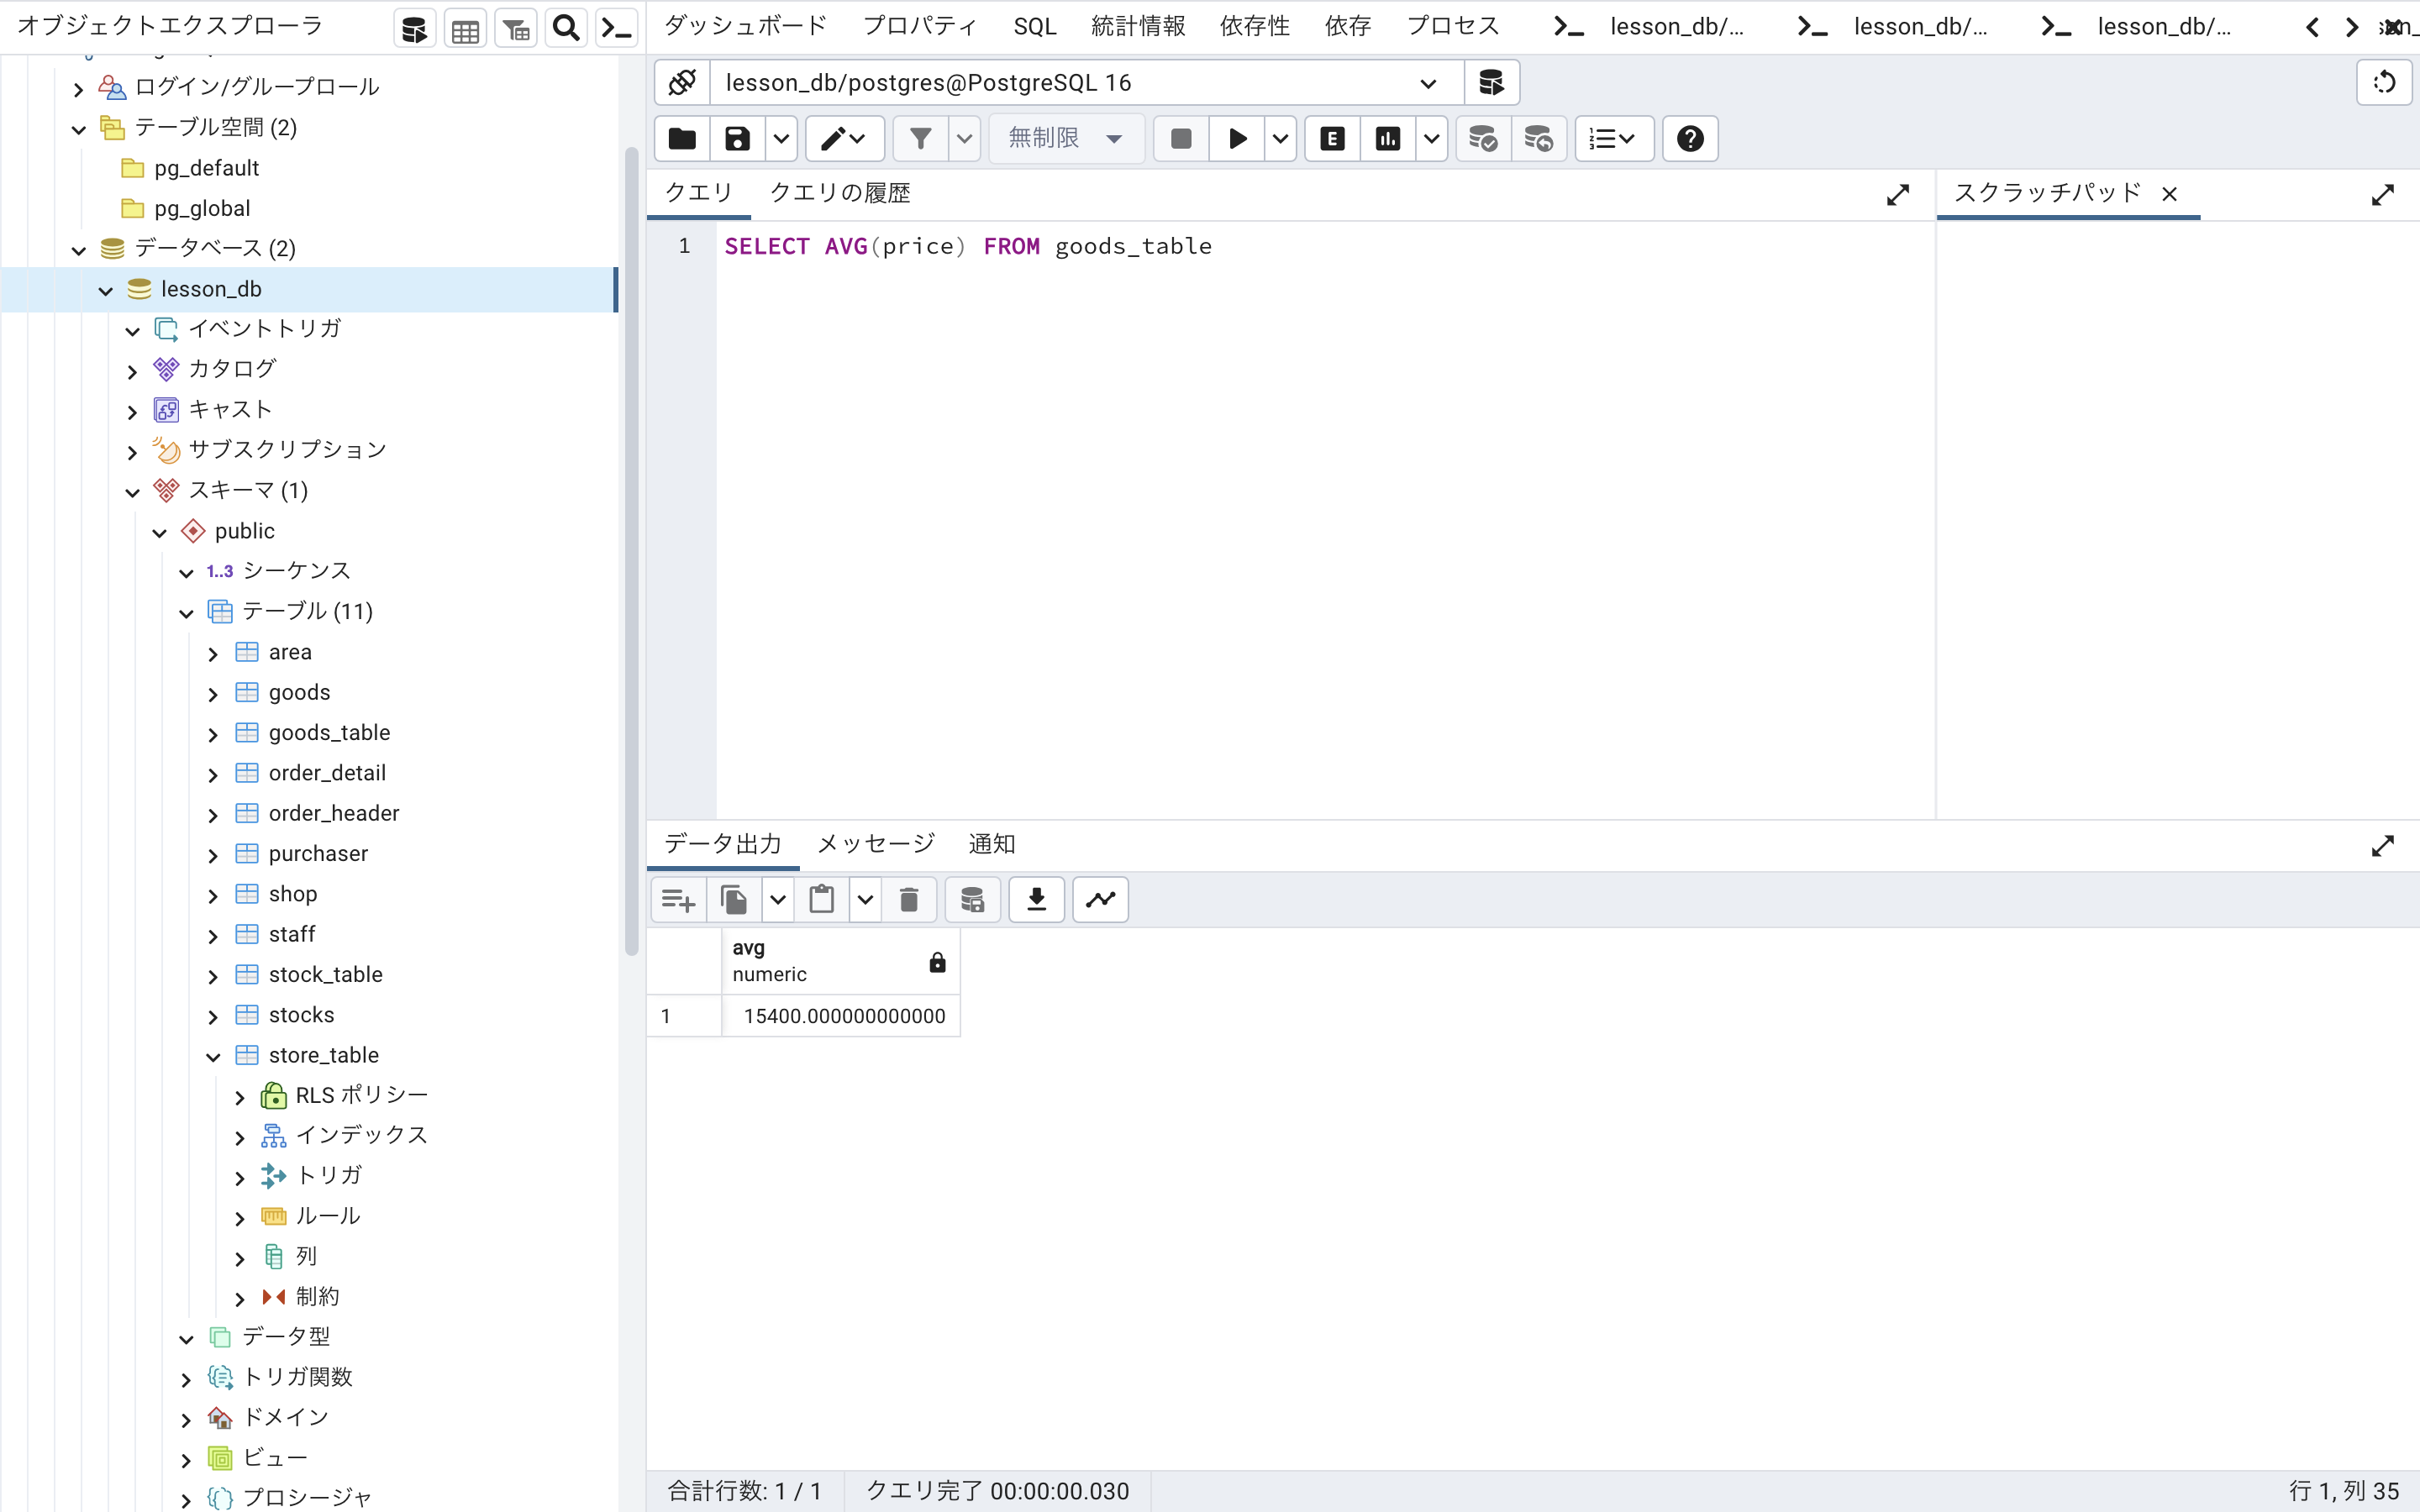 オブジェクトエクスプローラ
ログイン/グループロール
テーブル空間 (2)
pg_default
pg_global
データベース (2)
lesson_db
イベントトリガ
カタログ
キャスト
サブスクリプション
スキーマ (1)
public
1..3 シーケンス
テーブル (11)
area
goods
goods_table
order_detail
order_header
purchaser
shop
staff
stock_table
stocks
store_table
RLS ポリシー
インデックス
トリガ
ルール
列
制約
データ型
トリガ関数
ドメイン
ビュー
プロシージャ
ダッシュボード プロパティ SQL 統計情報 依存性 依存 プロセス lesson_db/... lesson_db/... lesson_db/...
lesson_db/postgres@PostgreSQL 16
無制限 E
クエリ クエリの履歴
スクラッチパッド
1 SELECT AVG(price) FROM goods_table
データ出力 メッセージ 通知
avg
numeric
1 15400.000000000000
合計行数: 1 / 1 クエリ完了 00:00:00.030 行 1, 列 35